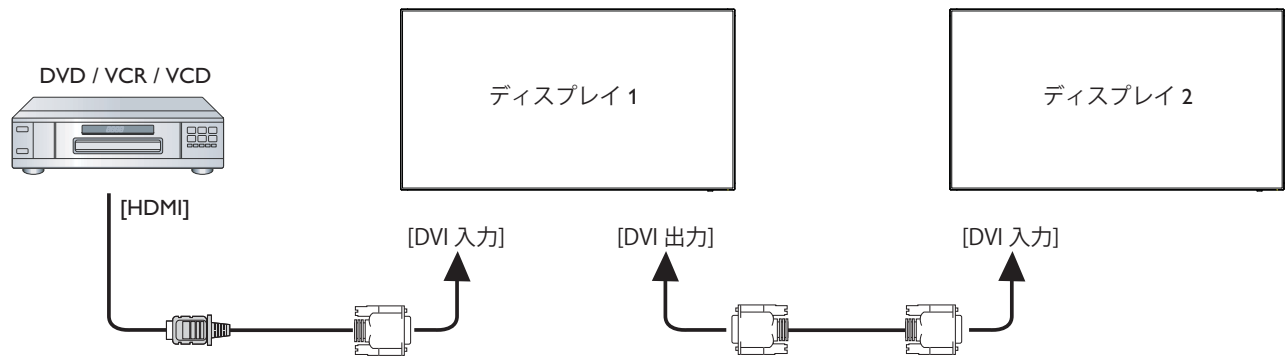 DVD / VCR / VCD
ディスプレイ 1
ディスプレイ 2
[HDMI]
[DVI 入力]
[DVI 出力]
[DVI 入力]